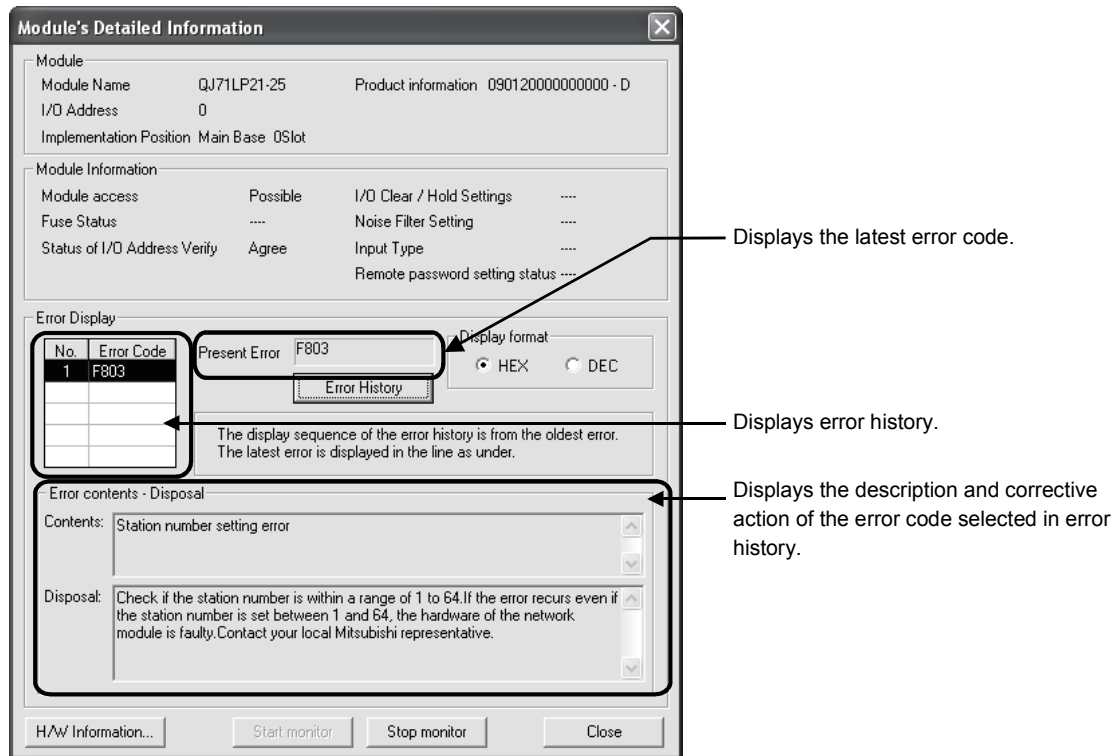 Module's Detailed Information
Module
Module Name QJ71LP21-25 Product information 090120000000000 - D
I/O Address 0
Implementation Position Main Base 0Slot
Module Information
Module access Possible I/O Clear / Hold Settings ----
Fuse Status ---- Noise Filter Setting ----
Status of I/O Address Verify Agree Input Type ----
Remote password setting status ----
Displays the latest error code.
Error Display
No. Error Code
1 F803
Present Error F803
Display format
HEX DEC
Error History
The display sequence of the error history is from the oldest error.
The latest error is displayed in the line as under.
Displays error history.
Error contents - Disposal
Contents: Station number setting error
Disposal: Check if the station number is within a range of 1 to 64.If the error recurs even if
the station number is set between 1 and 64, the hardware of the network
module is faulty.Contact your local Mitsubishi representative.
Displays the description and corrective
action of the error code selected in error
history.
H/W Information... Start monitor Stop monitor Close